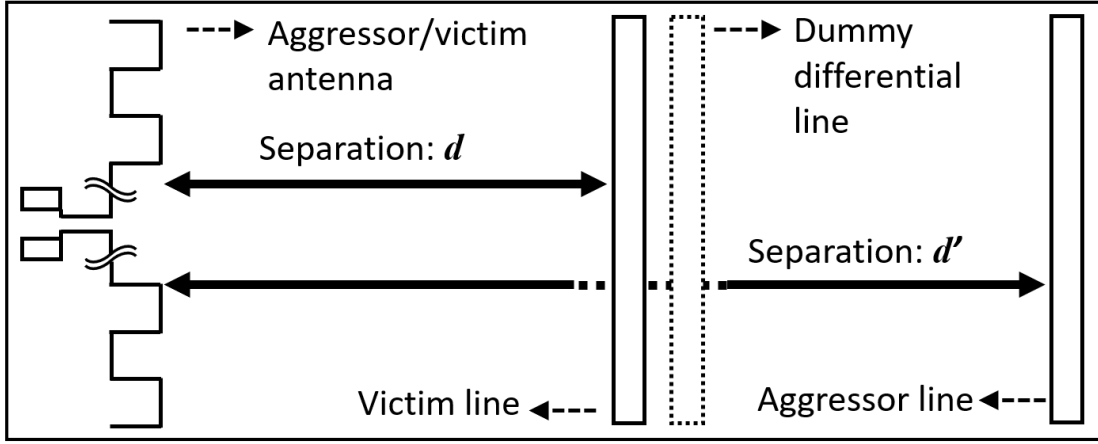 Aggressor/victim
antenna
Dummy
differential
line
Separation: d
Separation: d′
Victim line
Aggressor line